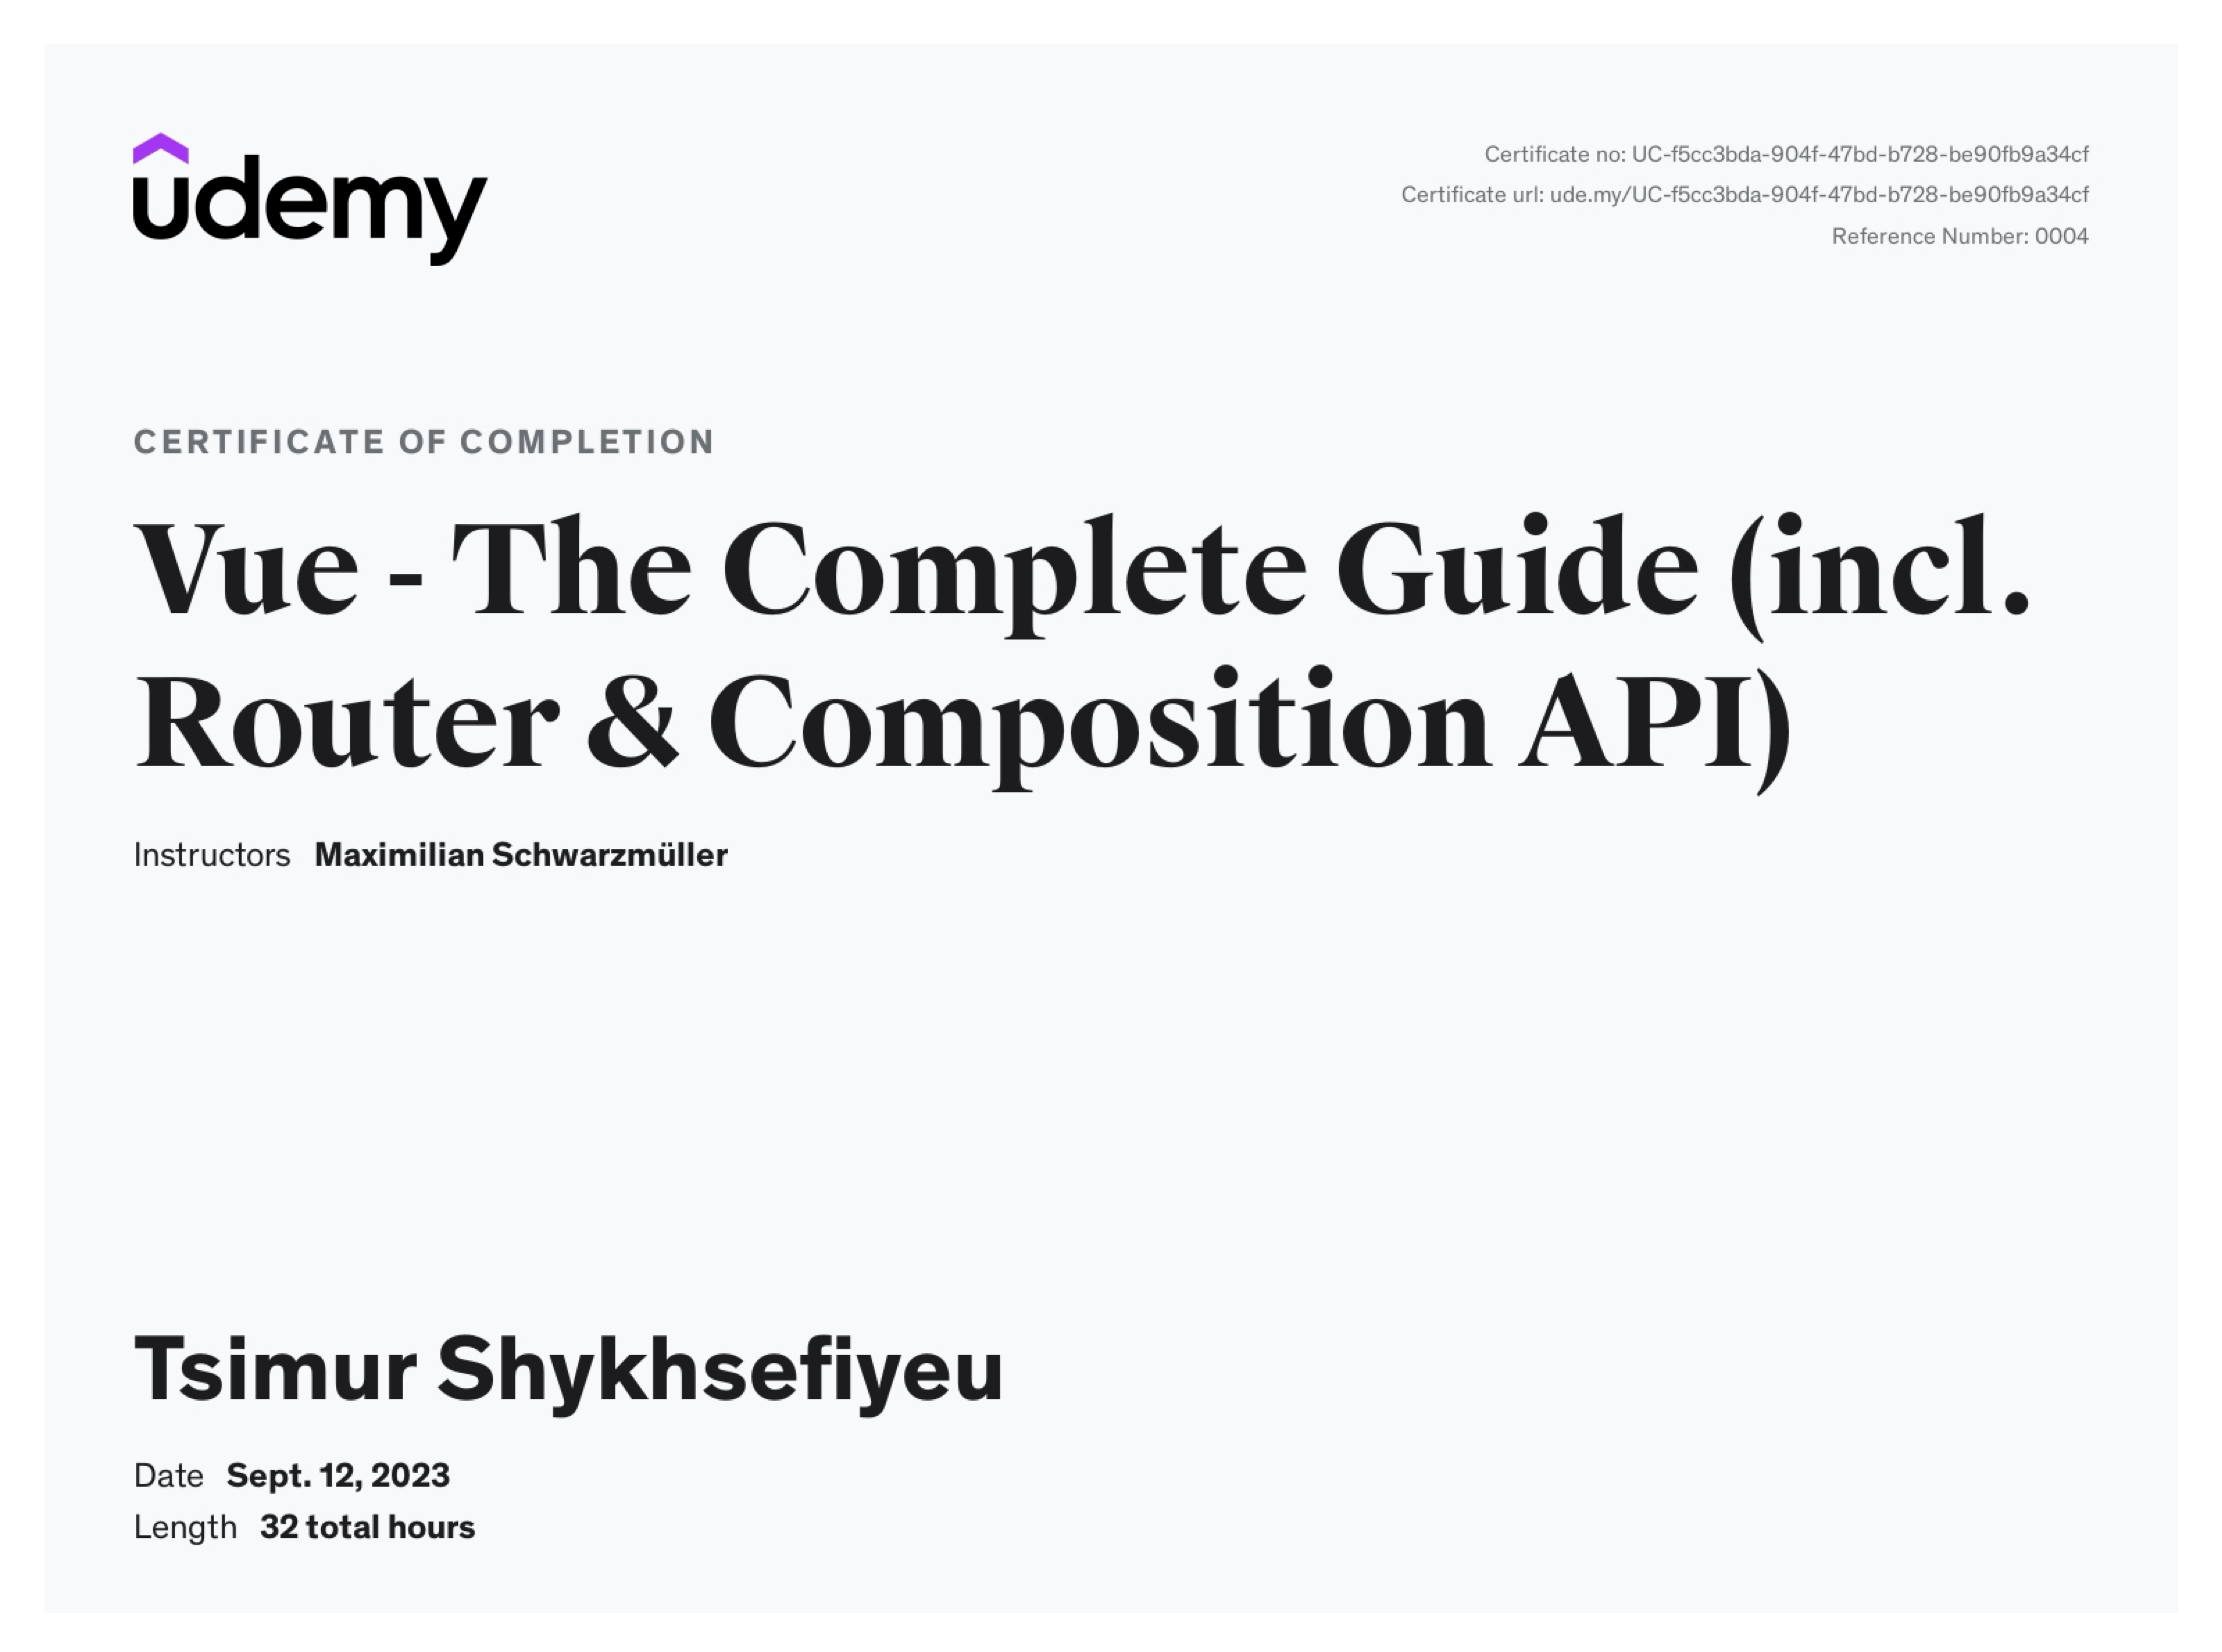 udemy
Certificate no: UC-f5cc3bda-904f-47bd-b728-be90fb9a34cf
Certificate url: ude.my/UC-f5cc3bda-904f-47bd-b728-be90fb9a34cf
Reference Number: 0004
CERTIFICATE OF COMPLETION
Vue - The Complete Guide (incl.
Router & Composition API)
Instructors Maximilian Schwarzmüller
Tsimur Shykhsefiyeu
Date Sept. 12, 2023
Length 32 total hours